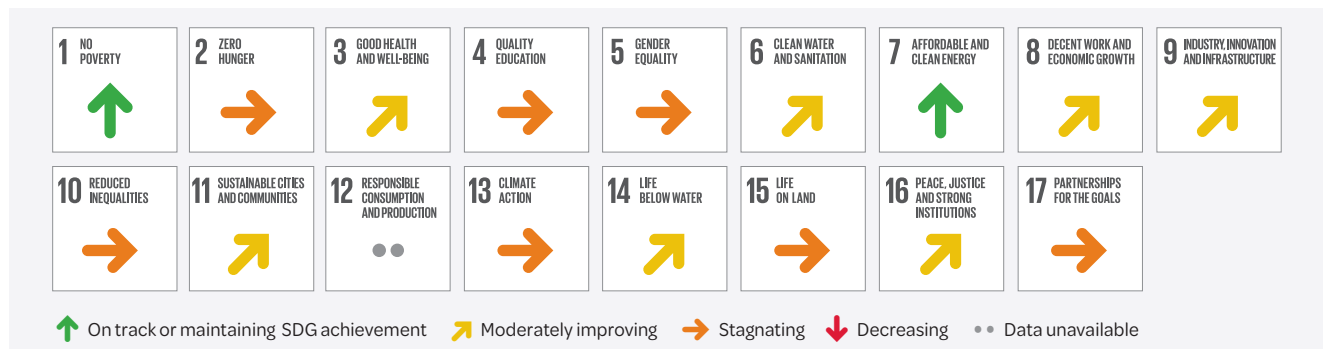 1 NO
POVERTY
2 ZERO
HUNGER
3 GOOD HEALTH
AND WELL-BEING
4 QUALITY
EDUCATION
5 GENDER
EQUALITY
6 CLEAN WATER
AND SANITATION
7 AFFORDABLE AND
CLEAN ENERGY
8 DECENT WORK AND
ECONOMIC GROWTH
9 INDUSTRY, INNOVATION
AND INFRASTRUCTURE
10 REDUCED
INEQUALITIES
11 SUSTAINABLE CITIES
AND COMMUNITIES
12 RESPONSIBLE
CONSUMPTION
AND PRODUCTION
13 CLIMATE
ACTION
14 LIFE
BELOW WATER
15 LIFE
ON LAND
16 PEACE, JUSTICE
AND STRONG
INSTITUTIONS
17 PARTNERSHIPS
FOR THE GOALS
On track or maintaining SDG achievement Moderately improving Stagnating Decreasing Data unavailable